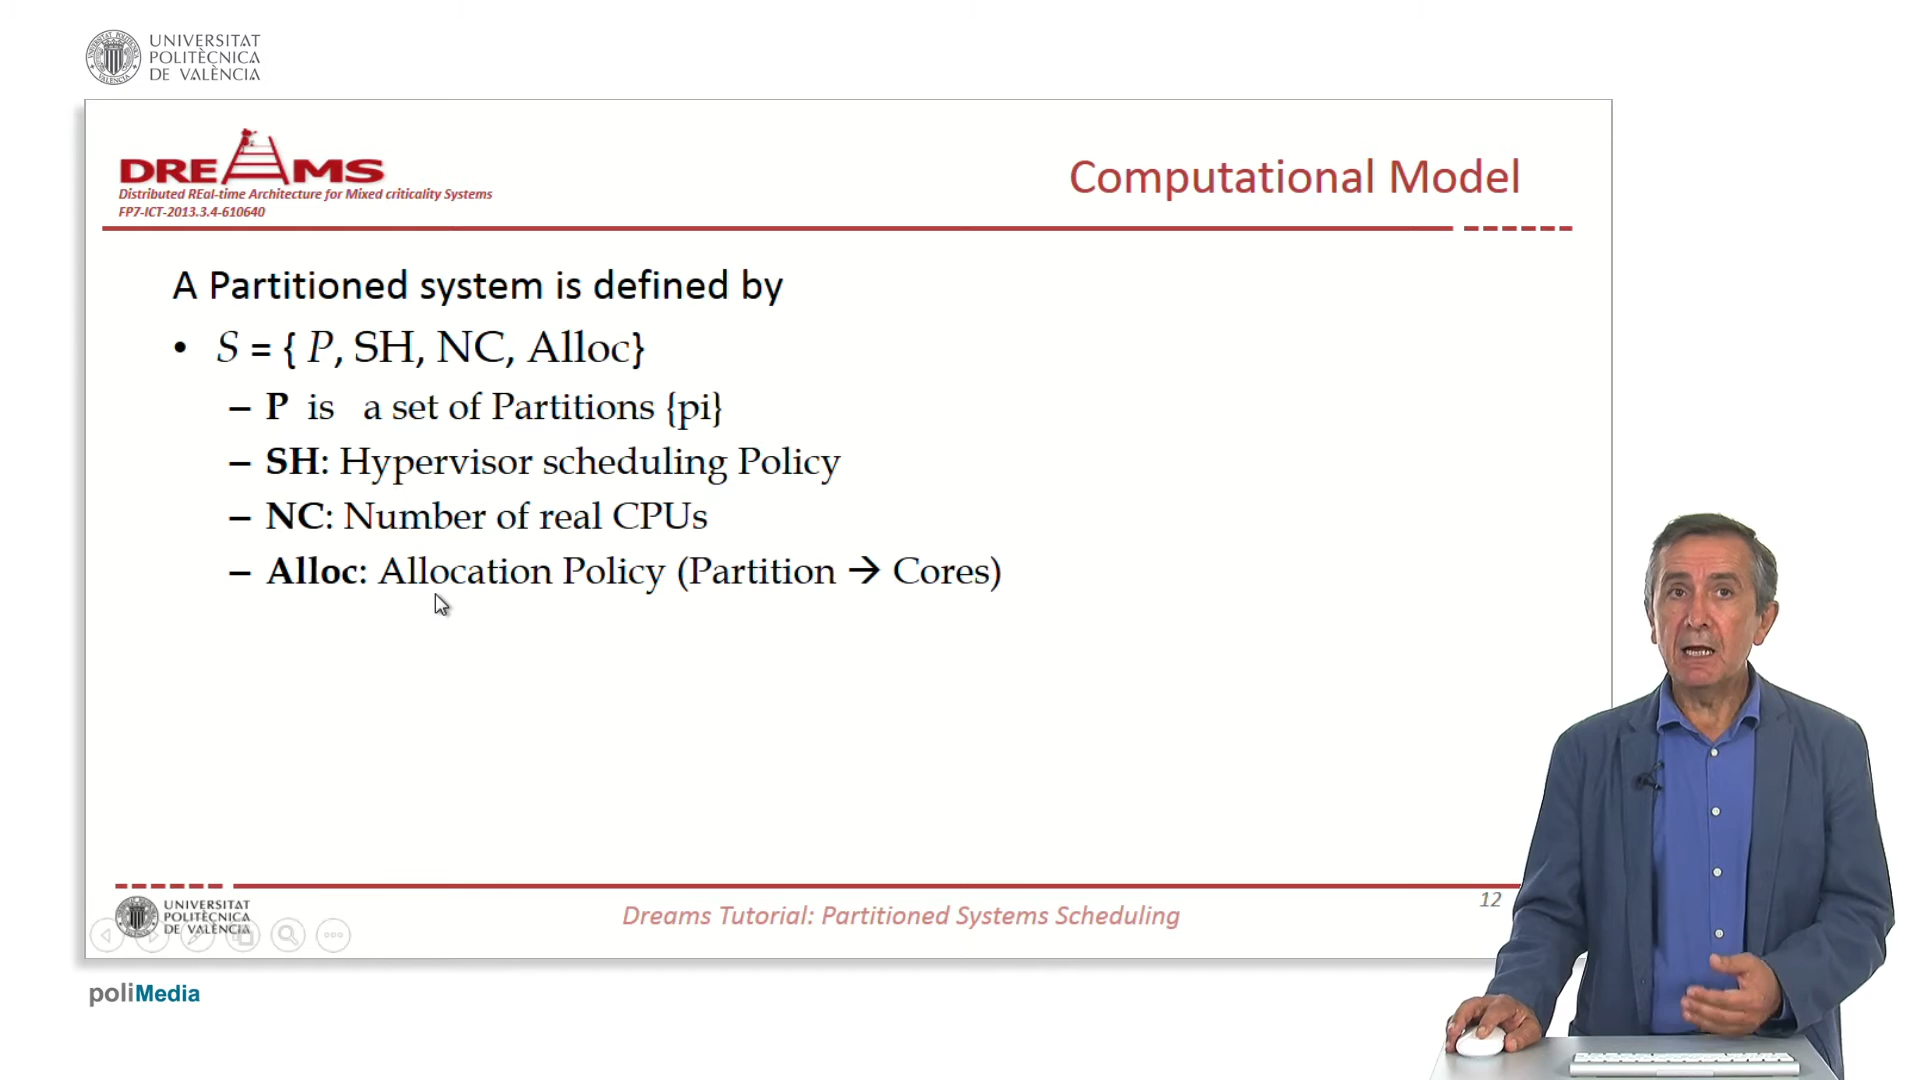 UNIVERSITAT
POLITÈCNICA
DE VALÈNCIA
DREAMS
Distributed REal-time Architecture for Mixed criticality Systems
FP7-ICT-2013.3.4-610640
Computational Model
A Partitioned system is defined by
• S = { P, SH, NC, Alloc}
– P is a set of Partitions {pi}
– SH: Hypervisor scheduling Policy
– NC: Number of real CPUs
– Alloc: Allocation Policy (Partition → Cores)
UNIVERSITAT
POLITÈCNICA
DE VALÈNCIA
Dreams Tutorial: Partitioned Systems Scheduling
12
poliMedia